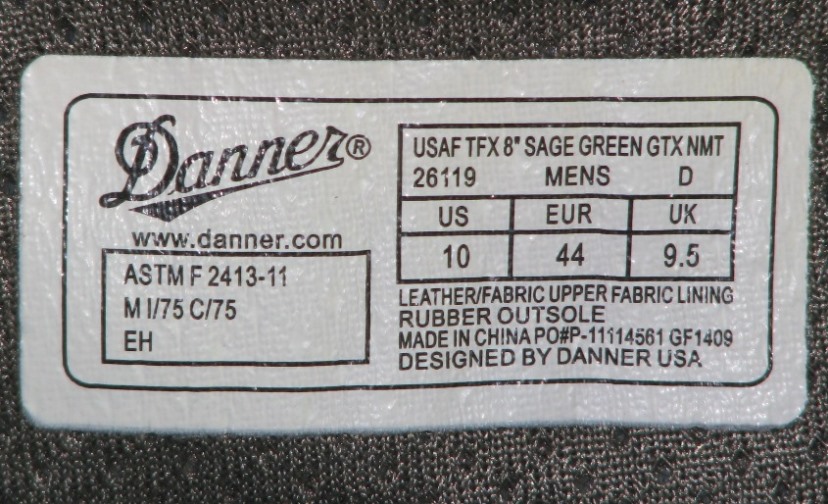 Danner®
www.danner.com
ASTM F 2413-11
M I/75 C/75
EH
USAF TFX 8" SAGE GREEN GTX NMT
26119 MENS D
US EUR UK
10 44 9.5
LEATHER/FABRIC UPPER FABRIC LINING
RUBBER OUTSOLE
MADE IN CHINA PO#P-11114561 GF1409
DESIGNED BY DANNER USA